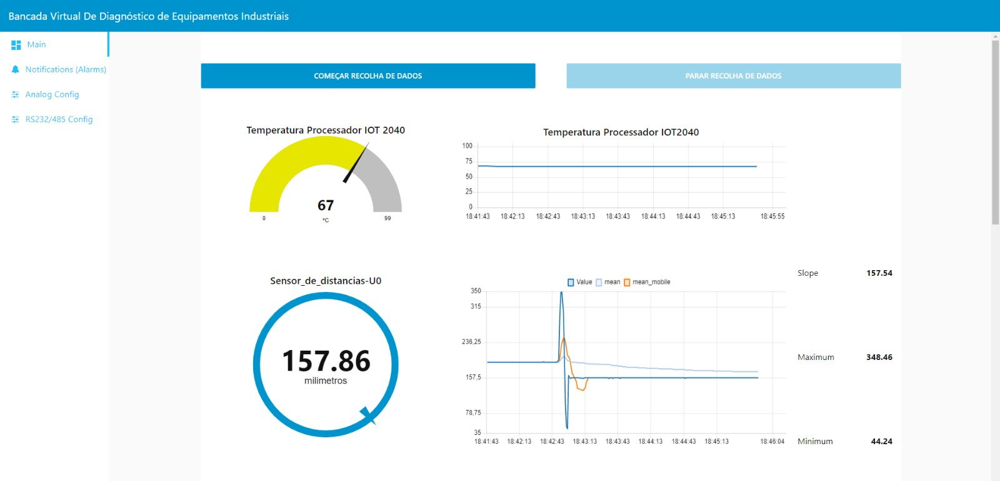 Bancada Virtual De Diagnóstico de Equipamentos Industriais
Main
Notifications (Alarms)
Analog Config
RS232/485 Config
COMEÇAR RECOLHA DE DADOS
PARAR RECOLHA DE DADOS
Temperatura Processador IOT 2040
67
°C
0
99
Temperatura Processador IOT2040
100
75
50
25
0
18:41:43 18:42:13 18:42:43 18:43:13 18:43:43 18:44:13 18:44:43 18:45:13 18:45:55
Sensor_de_distancias-U0
157.86
milimetros
Value mean mean_mobile
350
315
236,25
157,5
78,75
35
18:41:43 18:42:13 18:42:43 18:43:13 18:43:43 18:44:13 18:44:43 18:45:13 18:46:04
Slope 157.54
Maximum 348.46
Minimum 44.24